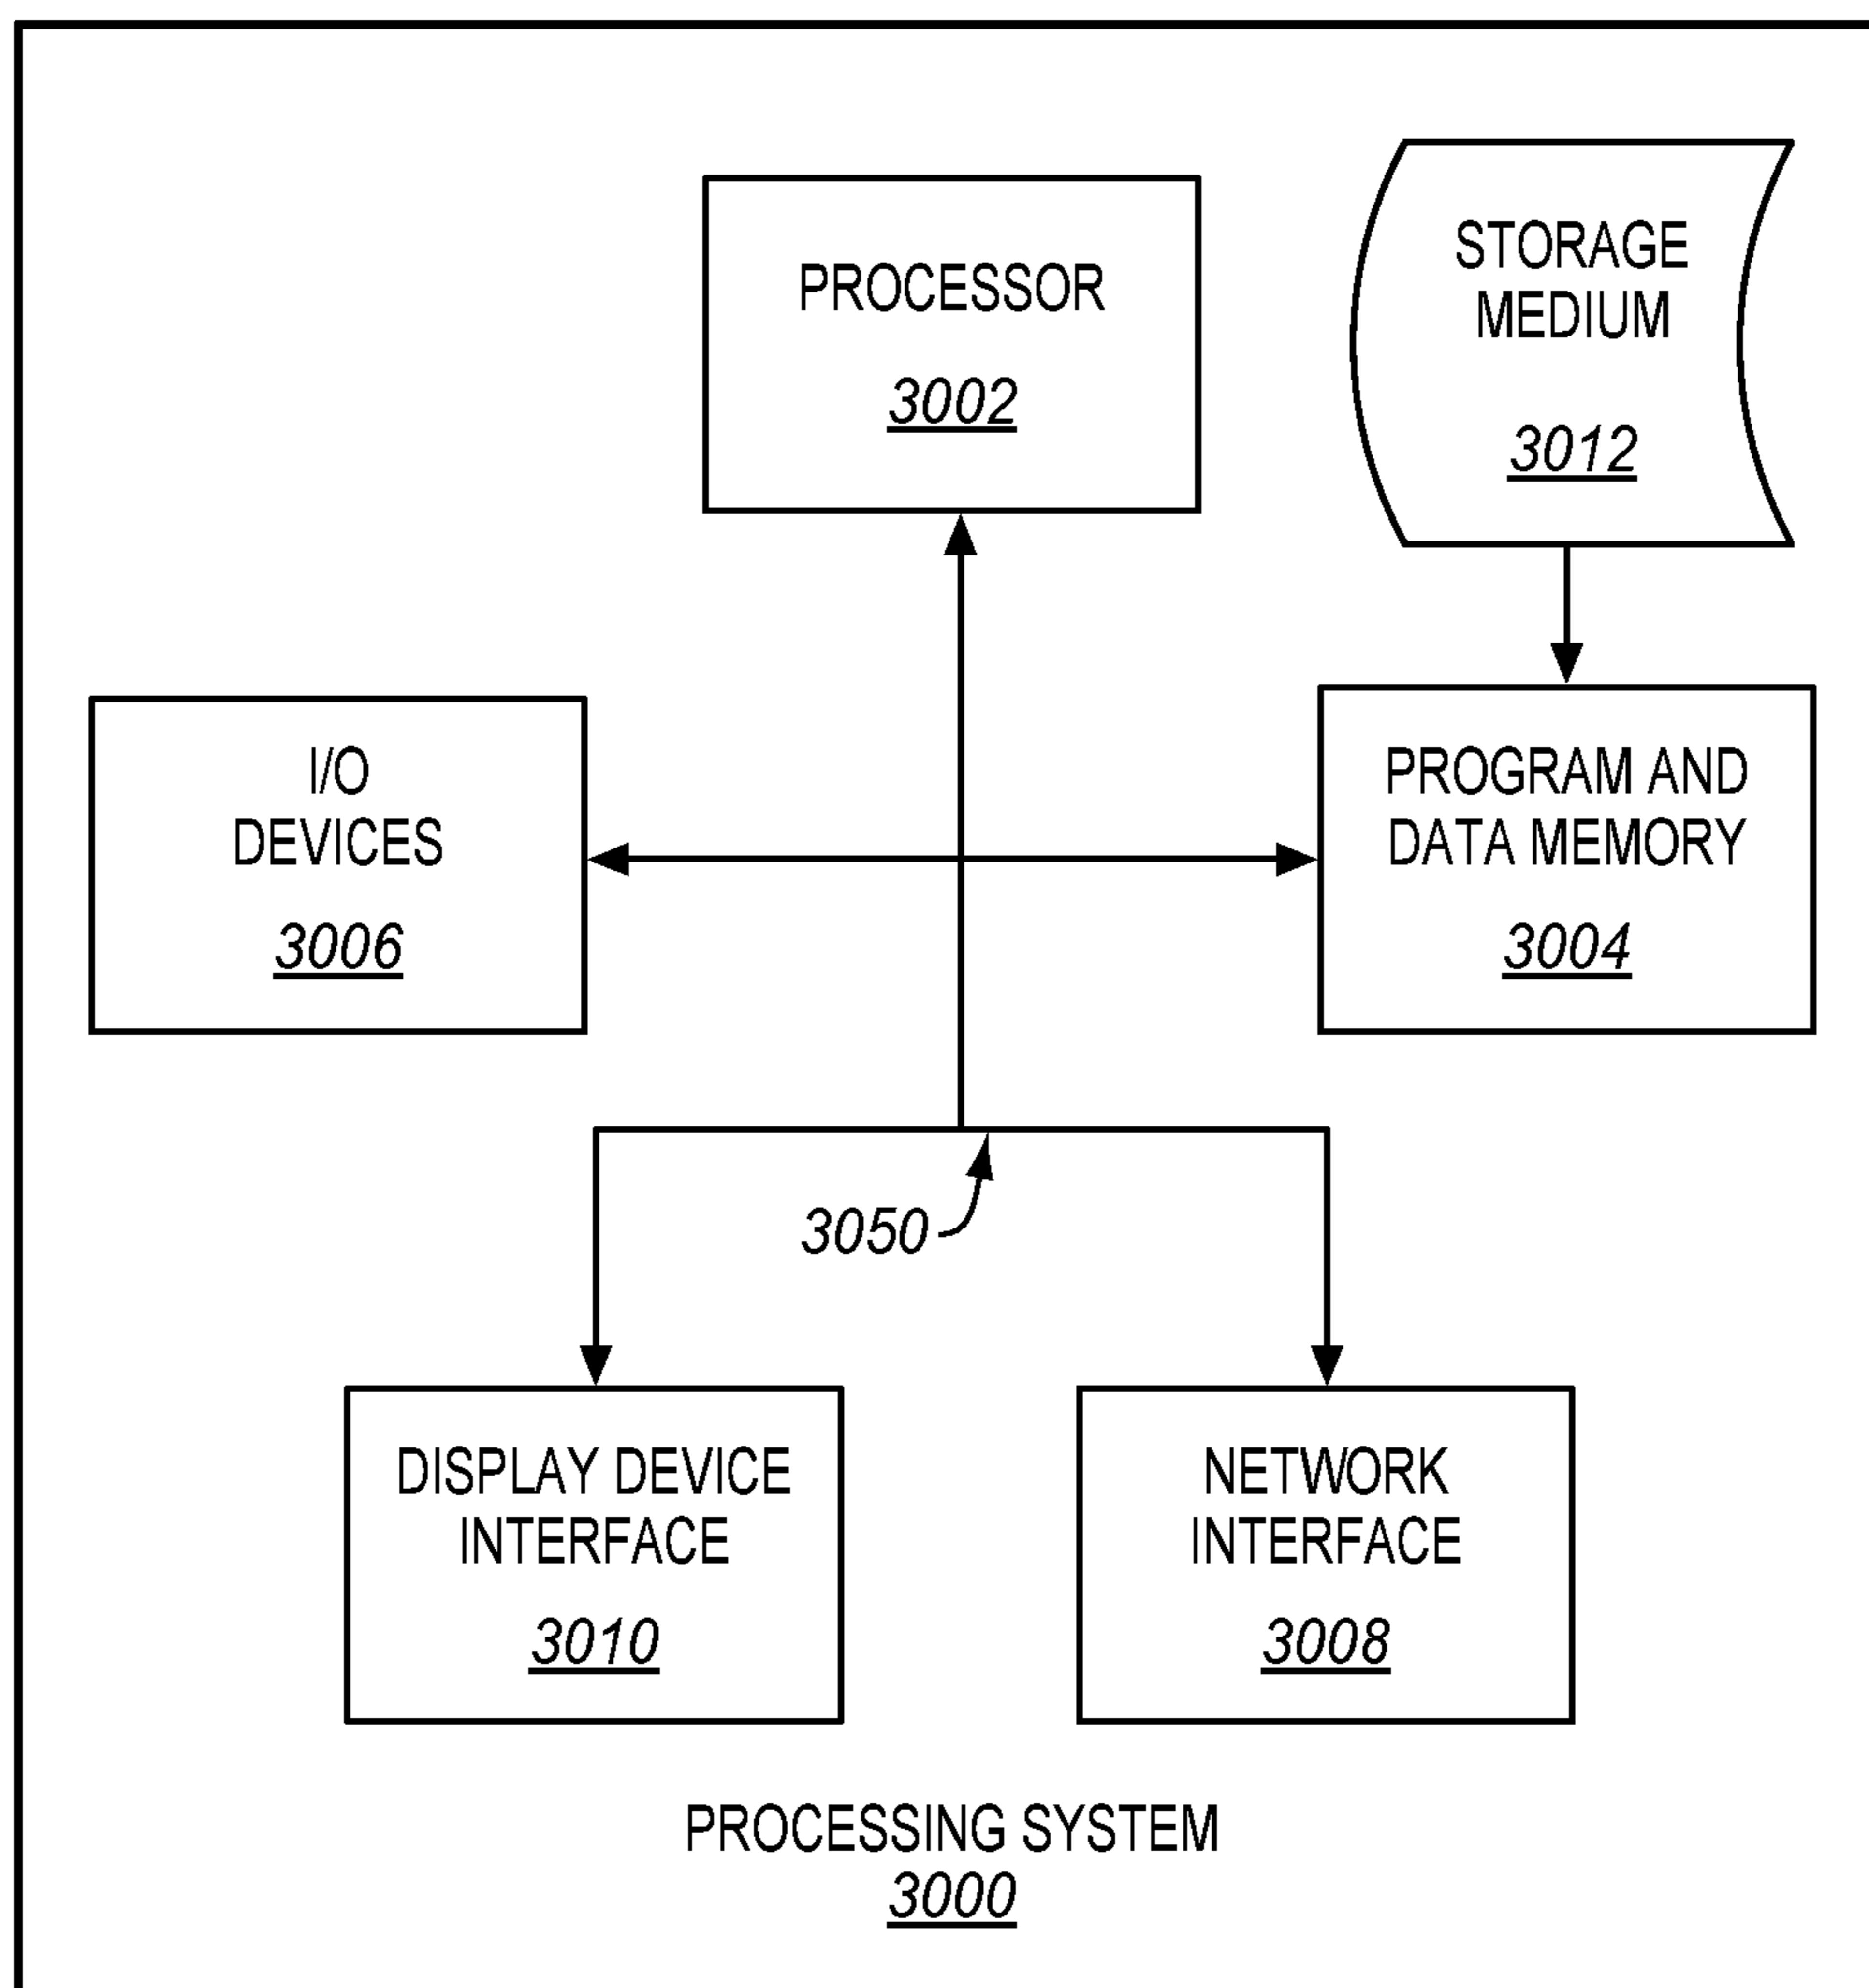 PROCESSOR
3002
STORAGE
MEDIUM
3012
I/O
DEVICES
3006
PROGRAM AND
DATA MEMORY
3004
3050
DISPLAY DEVICE
INTERFACE
3010
NETWORK
INTERFACE
3008
PROCESSING SYSTEM
3000